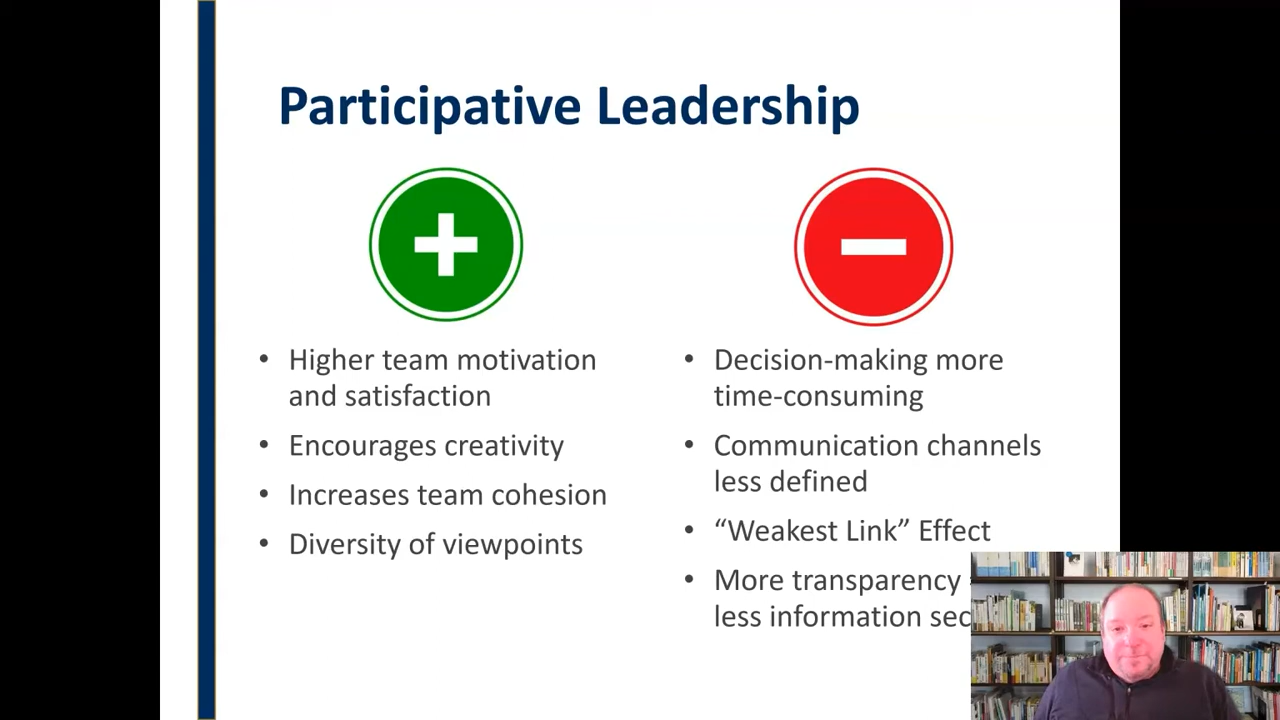 Participative Leadership
• Higher team motivation
and satisfaction
• Encourages creativity
• Increases team cohesion
• Diversity of viewpoints
• Decision-making more
time-consuming
• Communication channels
less defined
• “Weakest Link” Effect
• More transparency
less information